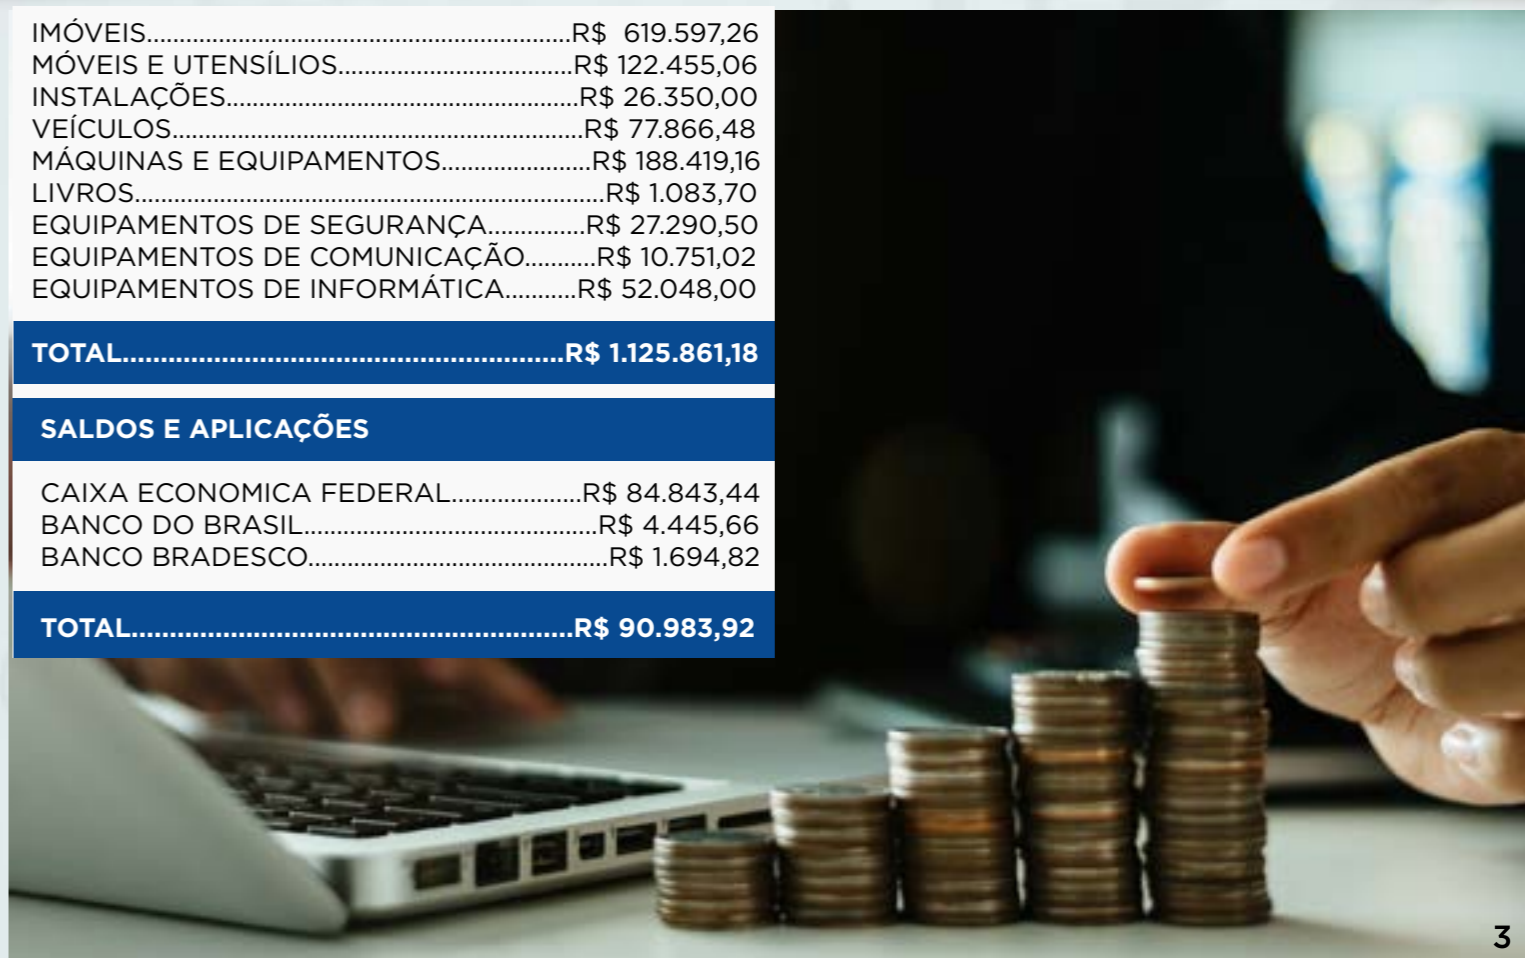 IMÓVEIS................................................................R$  619.597,26
MÓVEIS E UTENSÍLIOS...................................R$ 122.455,06
INSTALAÇÕES.....................................................R$ 26.350,00
VEÍCULOS..............................................................R$ 77.866,48
MÁQUINAS E EQUIPAMENTOS.......................R$ 188.419,16
LIVROS.......................................................................R$ 1.083,70
EQUIPAMENTOS DE SEGURANÇA...............R$ 27.290,50
EQUIPAMENTOS DE COMUNICAÇÃO...........R$ 10.751,02
EQUIPAMENTOS DE INFORMÁTICA...........R$ 52.048,00
TOTAL.........................................................R$ 1.125.861,18
SALDOS E APLICAÇÕES
CAIXA ECONOMICA FEDERAL....................R$ 84.843,44
BANCO DO BRASIL.............................................R$ 4.445,66
BANCO BRADESCO..............................................R$ 1.694,82
TOTAL.........................................................R$ 90.983,92
3